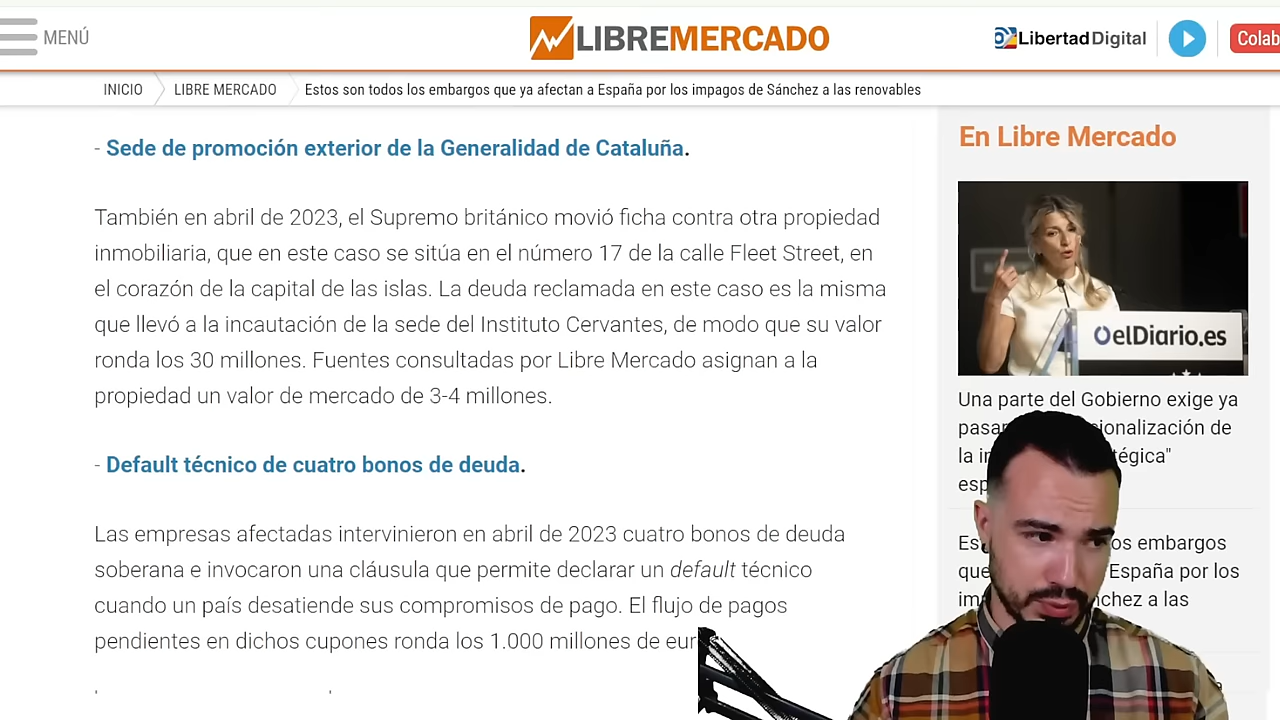 MENÚ
LIBREMERCADO
LibertadDigital
Colab
INICIO
LIBRE MERCADO
Estos son todos los embargos que ya afectan a España por los impagos de Sánchez a las renovables
- Sede de promoción exterior de la Generalidad de Cataluña.
También en abril de 2023, el Supremo británico movió ficha contra otra propiedad
inmobiliaria, que en este caso se sitúa en el número 17 de la calle Fleet Street, en
el corazón de la capital de las islas. La deuda reclamada en este caso es la misma
que llevó a la incautación de la sede del Instituto Cervantes, de modo que su valor
ronda los 30 millones. Fuentes consultadas por Libre Mercado asignan a la
propiedad un valor de mercado de 3-4 millones.
- Default técnico de cuatro bonos de deuda.
Las empresas afectadas intervinieron en abril de 2023 cuatro bonos de deuda
soberana e invocaron una cláusula que permite declarar un default técnico
cuando un país desatiende sus compromisos de pago. El flujo de pagos
pendientes en dichos cupones ronda los 1.000 millones de eur
En Libre Mercado
elDiario.es
Una parte del Gobierno exige ya
pasar cionalización de
la in tégica"
esp
Es os embargos
que España por los
im nchez a las